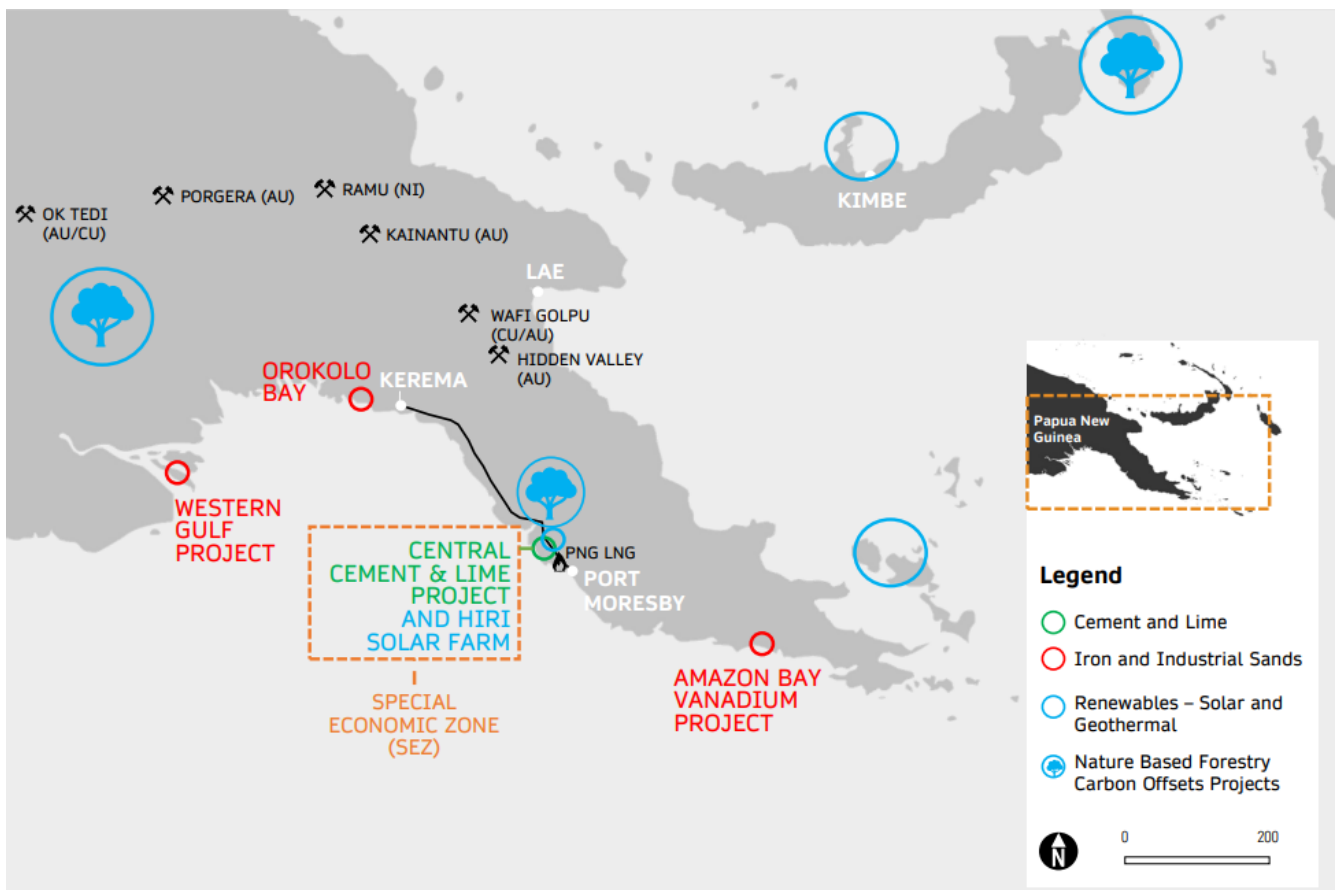 OK TEDI
(AU/CU)
PORGERA (AU)
RAMU (NI)
KAINANTU (AU)
KIMBE
LAE
WAFI GOLPU
(CU/AU)
HIDDEN VALLEY
(AU)
OROKOLO
BAY
KEREMA
WESTERN
GULF
PROJECT
CENTRAL
CEMENT & LIME
PROJECT
AND HIRI
SOLAR FARM
PNG LNG
PORT
MORESBY
SPECIAL
ECONOMIC ZONE
(SEZ)
AMAZON BAY
VANADIUM
PROJECT
Papua New
Guinea
Legend
Cement and Lime
Iron and Industrial Sands
Renewables – Solar and
Geothermal
Nature Based Forestry
Carbon Offsets Projects
N
0 200